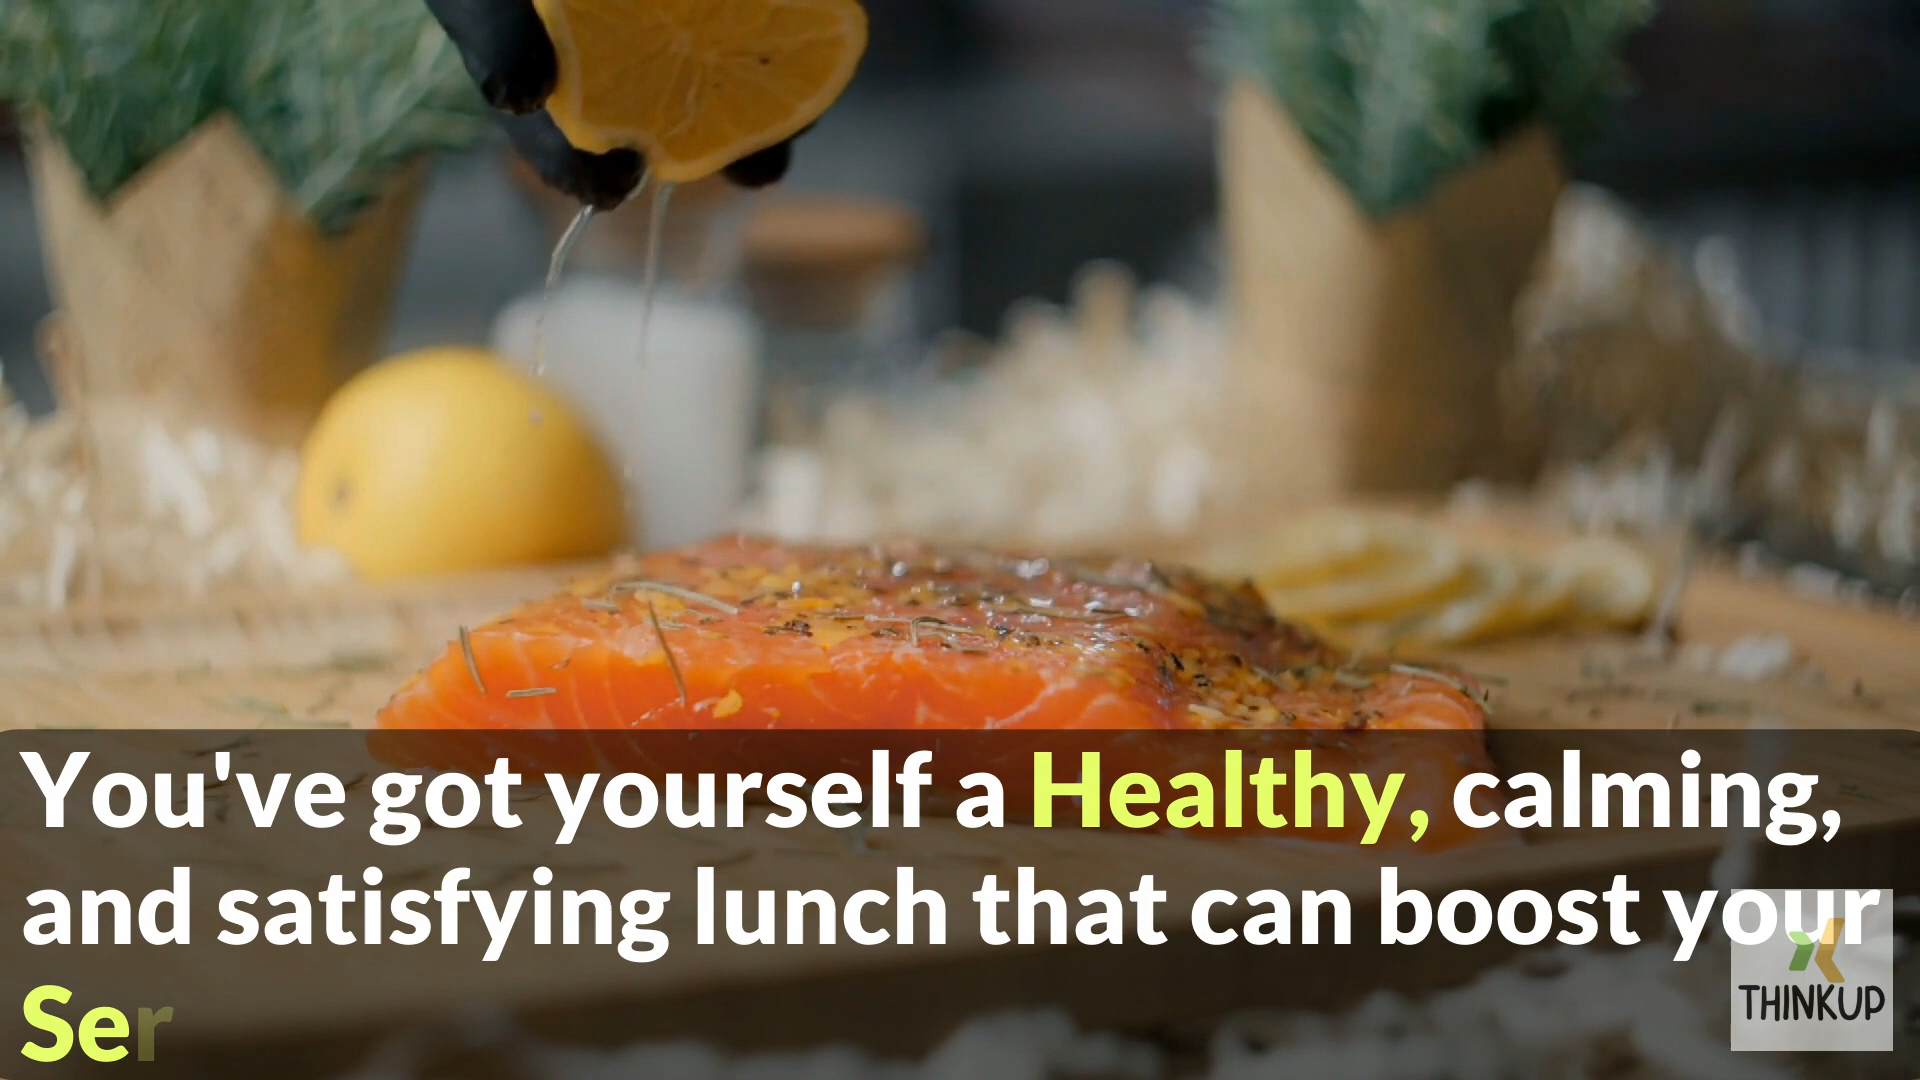 You've got yourself a Healthy, calming,
and satisfying lunch that can boost your
Ser
THINKUP